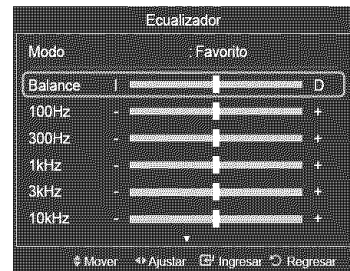 Ecualizador
Modo : Favorito
Balance I D
100Hz - +
300Hz - +
1kHz - +
3kHz - +
10kHz - +
Mover Ajustar Ingresar Regresar